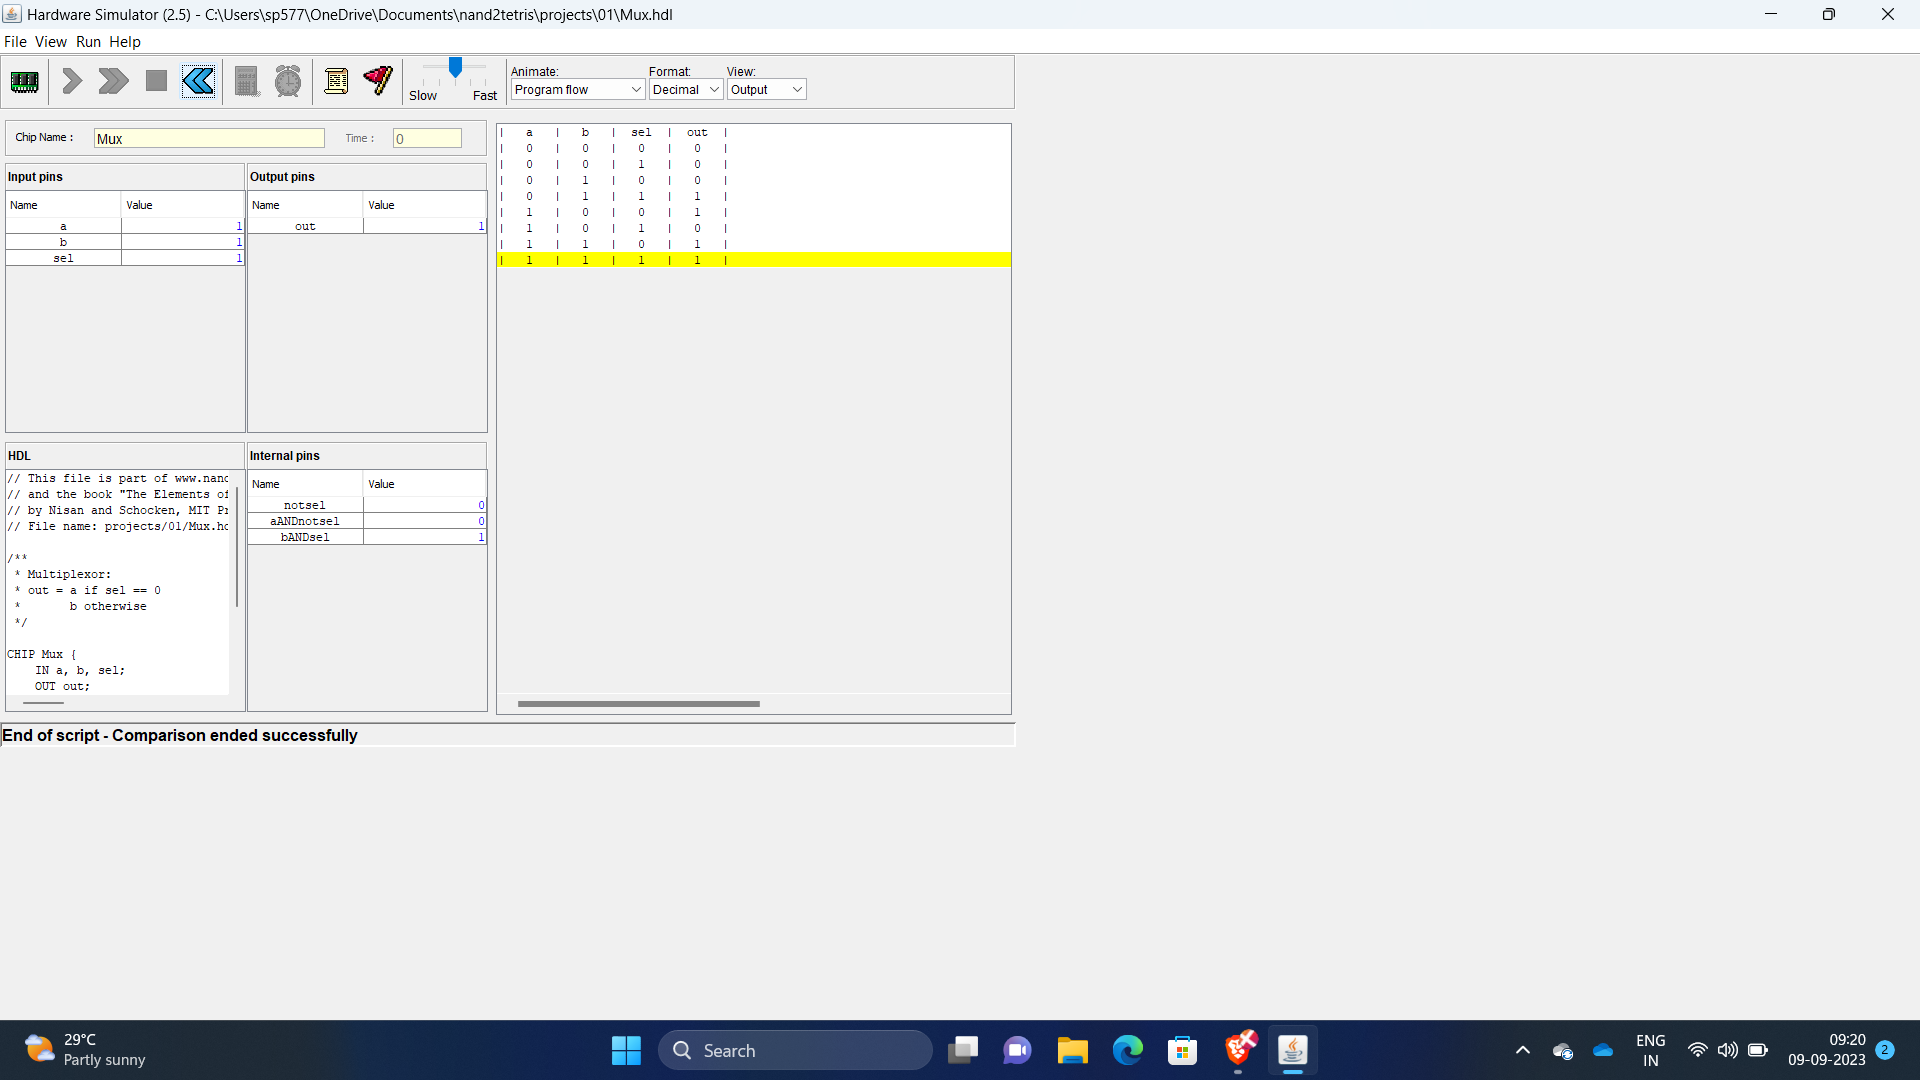 Hardware Simulator (2.5) - C:\Users\sp577\OneDrive\Documents\nand2tetris\projects\01\Mux.hdl
File View Run Help
Slow Fast
Animate: Format: View:
Program flow Decimal Output
Chip Name : Mux Time : 0
Input pins
Name Value
a 1
b 1
sel 1
Output pins
Name Value
out 1
| a | b | sel | out |
| 0 | 0 | 0 | 0 |
| 0 | 0 | 1 | 0 |
| 0 | 1 | 0 | 0 |
| 0 | 1 | 1 | 1 |
| 1 | 0 | 0 | 1 |
| 1 | 0 | 1 | 0 |
| 1 | 1 | 0 | 1 |
| 1 | 1 | 1 | 1 |
HDL
// This file is part of www.nand
// and the book "The Elements of
// by Nisan and Schocken, MIT Pr
// File name: projects/01/Mux.hd
/**
* Multiplexor:
* out = a if sel == 0
* b otherwise
*/
CHIP Mux {
IN a, b, sel;
OUT out;
Internal pins
Name Value
notsel 0
aANDnotsel 0
bANDsel 1
End of script - Comparison ended successfully
29°C
Partly sunny
Search
ENG
IN
09:20
09-09-2023
2